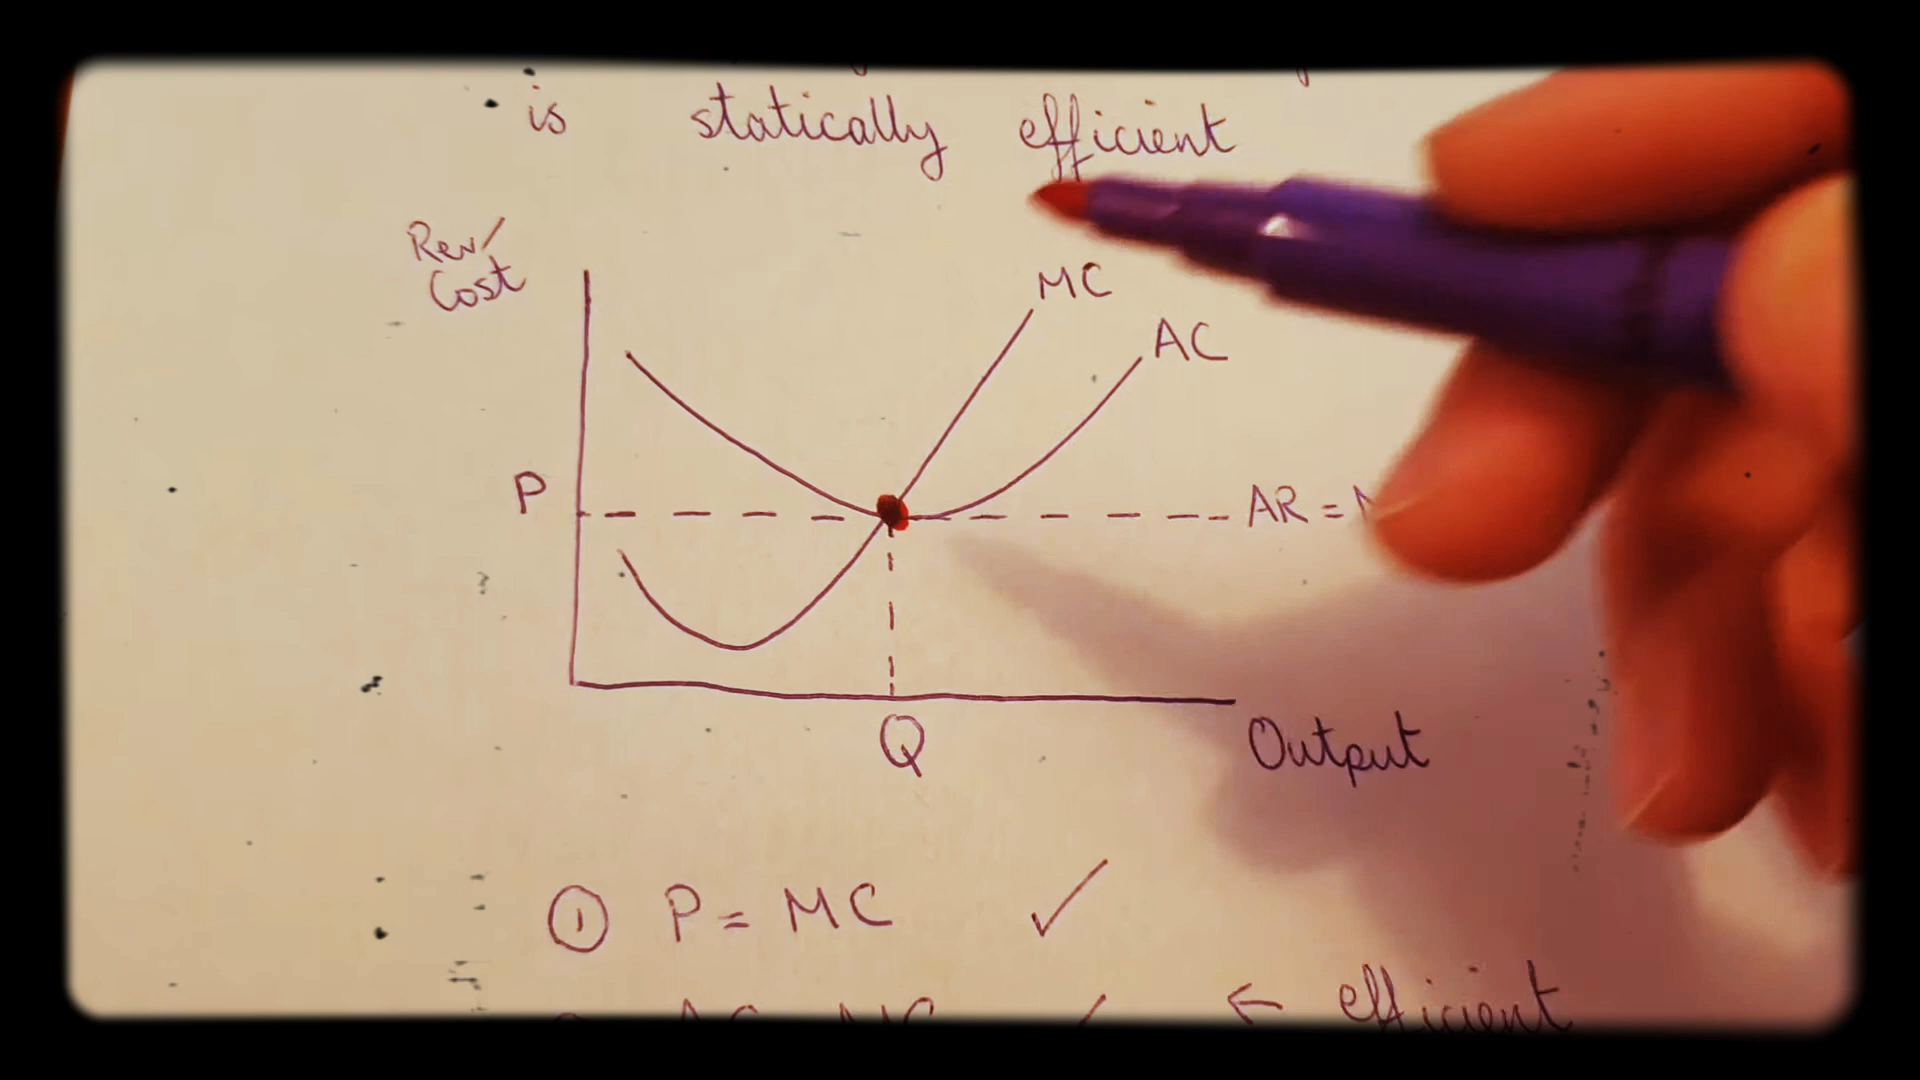 is statically efficient
Rev/
Cost
MC
AC
P
AR =
Q
Output
① P = MC ✓
← efficient